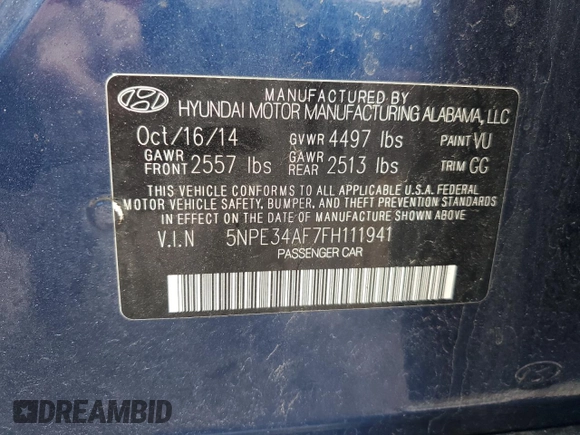 MANUFACTURED BY
HYUNDAI MOTOR MANUFACTURING ALABAMA, LLC
Oct/16/14 GVWR 4497 lbs PAINT VU
GAWR FRONT 2557 lbs GAWR REAR 2513 lbs TRIM GG
THIS VEHICLE CONFORMS TO ALL APPLICABLE U.S.A. FEDERAL
MOTOR VEHICLE SAFETY, BUMPER, AND THEFT PREVENTION STANDARDS
IN EFFECT ON THE DATE OF MANUFACTURE SHOWN ABOVE.
V.I.N 5NPE34AF7FH111941
PASSENGER CAR
DREAMBID